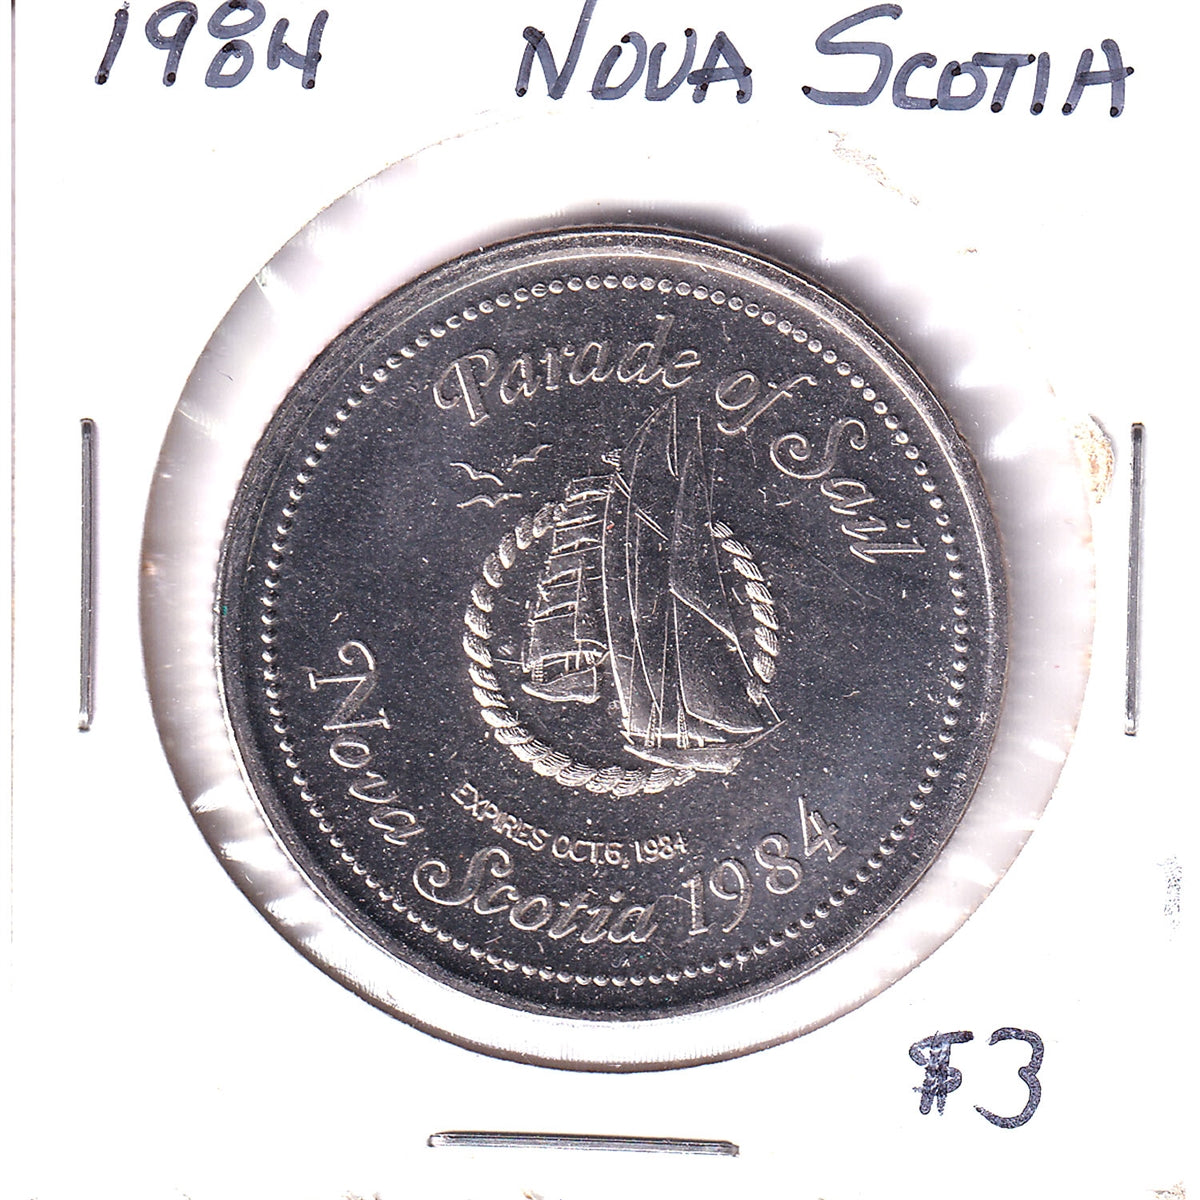 1984 NOVA SCOTIA
Parade of Sail
EXPIRES OCT.6, 1984
Nova Scotia 1984
$3